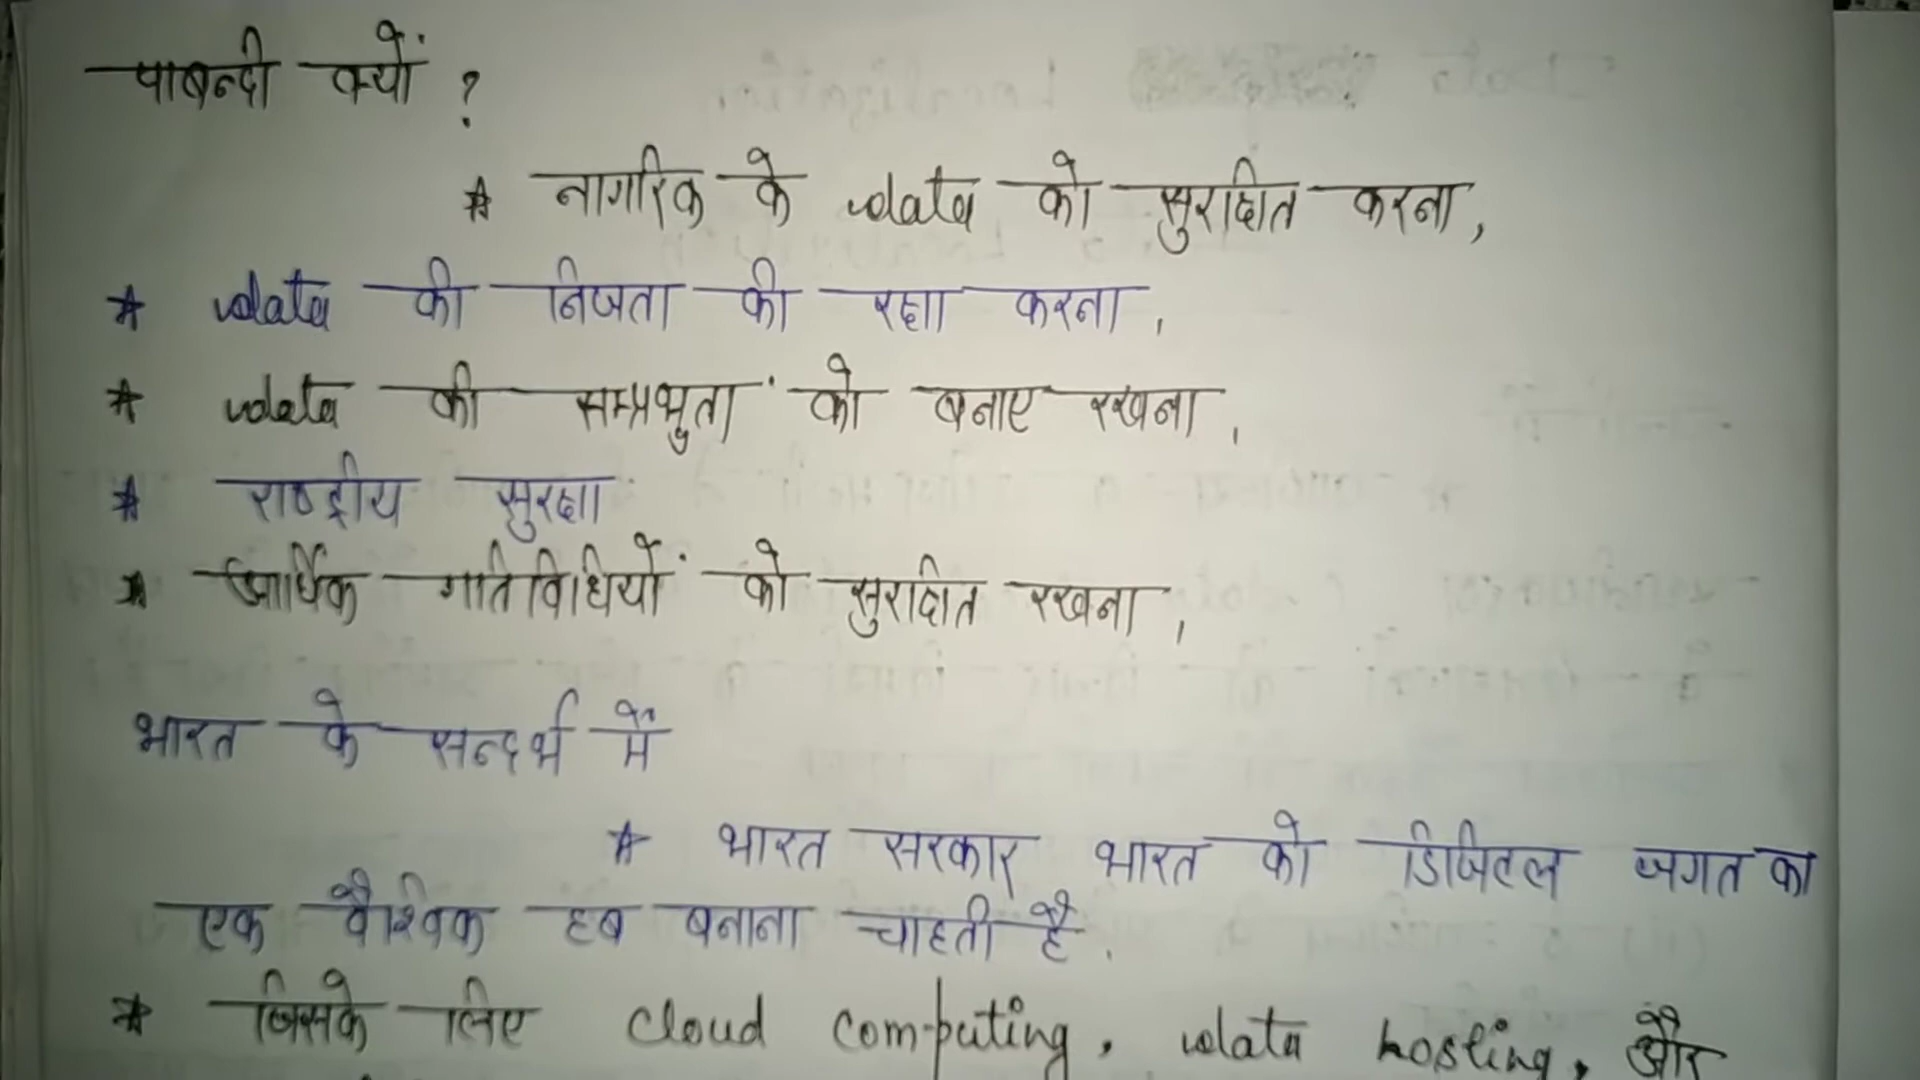 पाबन्दी क्यों ?
* नागरिक के data को सुरक्षित करना,
* data की निजता की रक्षा करना,
* data की सम्प्रभुता को बनाए रखना,
* राष्ट्रीय सुरक्षा
* आर्थिक गतिविधियों को सुरक्षित रखना,
भारत के सन्दर्भ में
* भारत सरकार भारत को डिजिटल जगत का
एक वैश्विक हब बनाना चाहती है.
* जिसके लिए cloud computing, data hosting, और